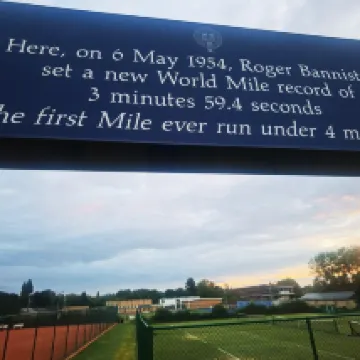 Here, on 6 May 1954, Roger Bannist
set a new World Mile record of
3 minutes 59.4 seconds
he first Mile ever run under 4 m